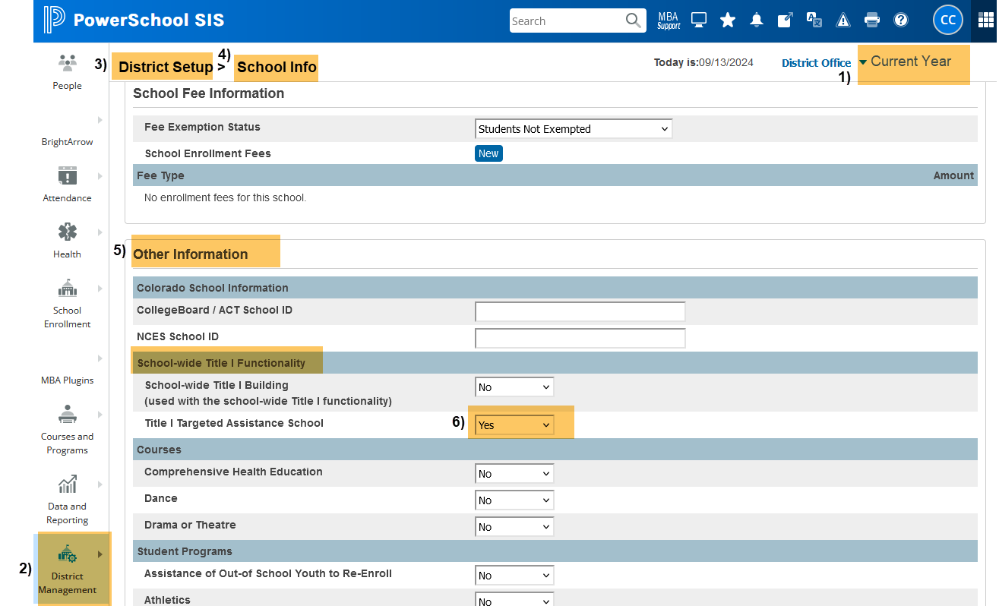 PowerSchool SIS
Search
MBA
Support
CC
3) District Setup 4) > School Info
Today is:09/13/2024
District Office
1) Current Year
People
BrightArrow
Attendance
Health
School
Enrollment
MBA Plugins
Courses and
Programs
Data and
Reporting
2) District
Management
School Fee Information
Fee Exemption Status Students Not Exempted
School Enrollment Fees New
Fee Type Amount
No enrollment fees for this school.
5) Other Information
Colorado School Information
CollegeBoard / ACT School ID
NCES School ID
School-wide Title I Functionality
School-wide Title I Building No
(used with the school-wide Title I functionality)
Title I Targeted Assistance School 6) Yes
Courses
Comprehensive Health Education No
Dance No
Drama or Theatre No
Student Programs
Assistance of Out-of School Youth to Re-Enroll No
Athletics No